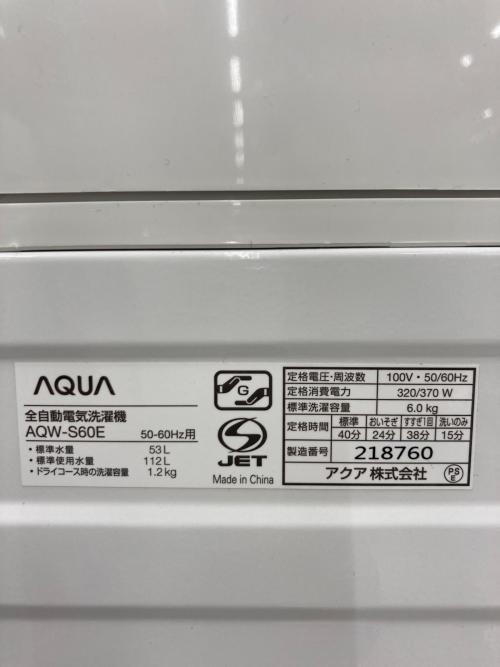 AQUA
全自動電気洗濯機
AQW-S60E 50-60Hz用
・標準水量 53L
・標準使用水量 112L
・ドライコース時の洗濯容量 1.2kg
G
JET
Made in China
定格電圧・周波数 100V・50/60Hz
定格消費電力 320/370 W
標準洗濯容量 6.0 kg
定格時間 標準 おいそぎ すすぎ1回 洗いのみ
40分 24分 38分 15分
製造番号 218760
アクア株式会社 PSE